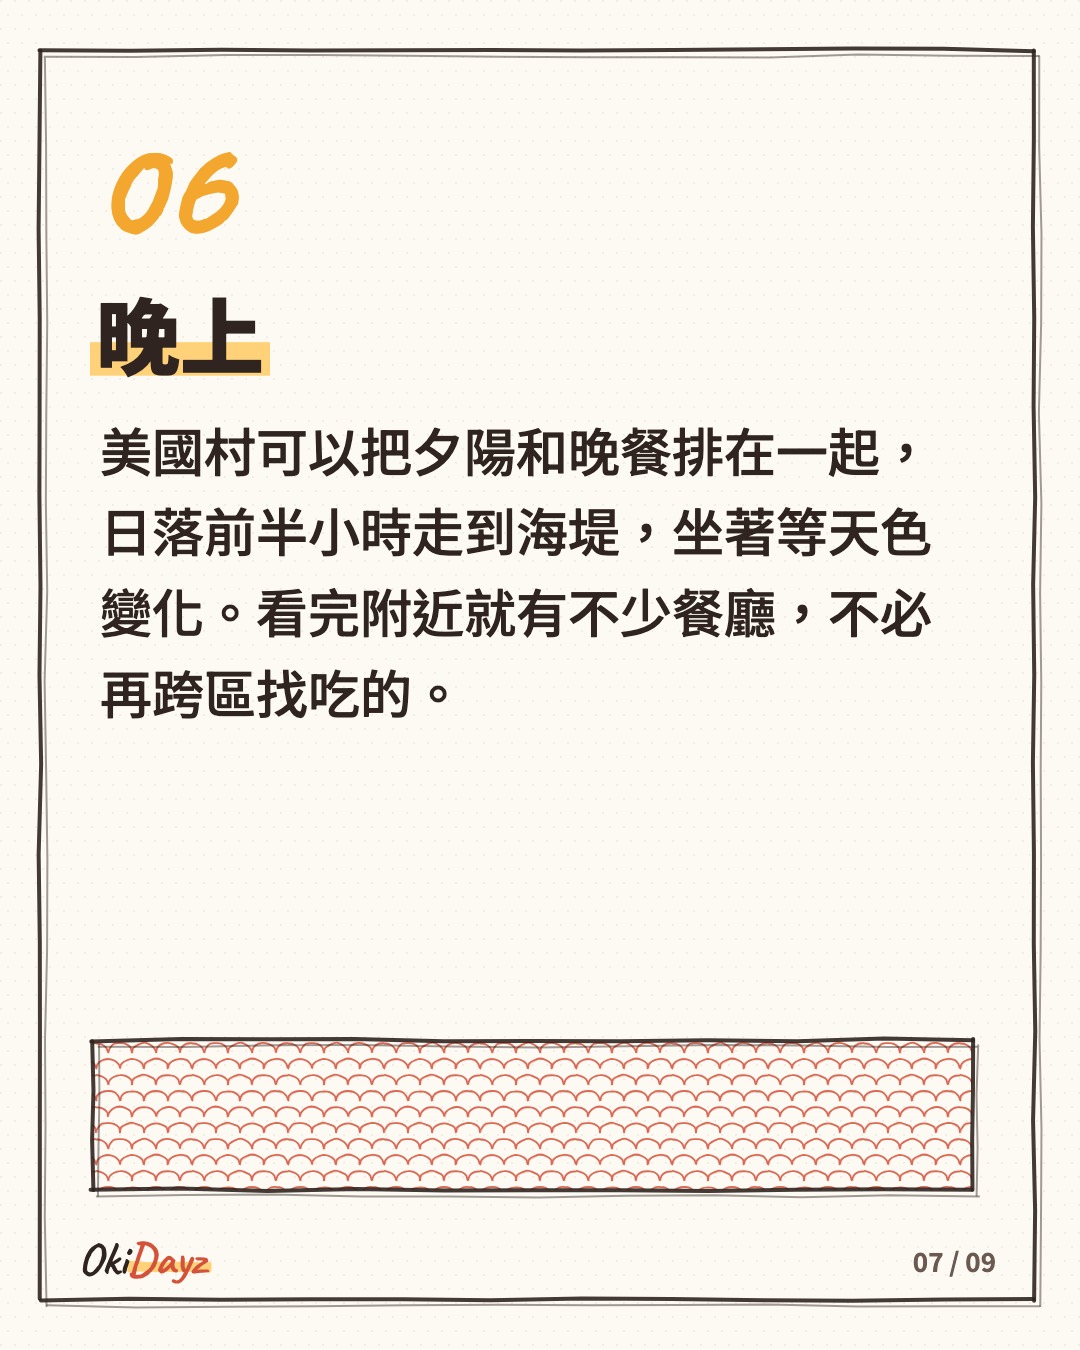 06
晚上
美國村可以把夕陽和晚餐排在一起，
日落前半小時走到海堤，坐著等天色
變化。看完附近就有不少餐廳，不必
再跨區找吃的。
OkiDayz
07 / 09